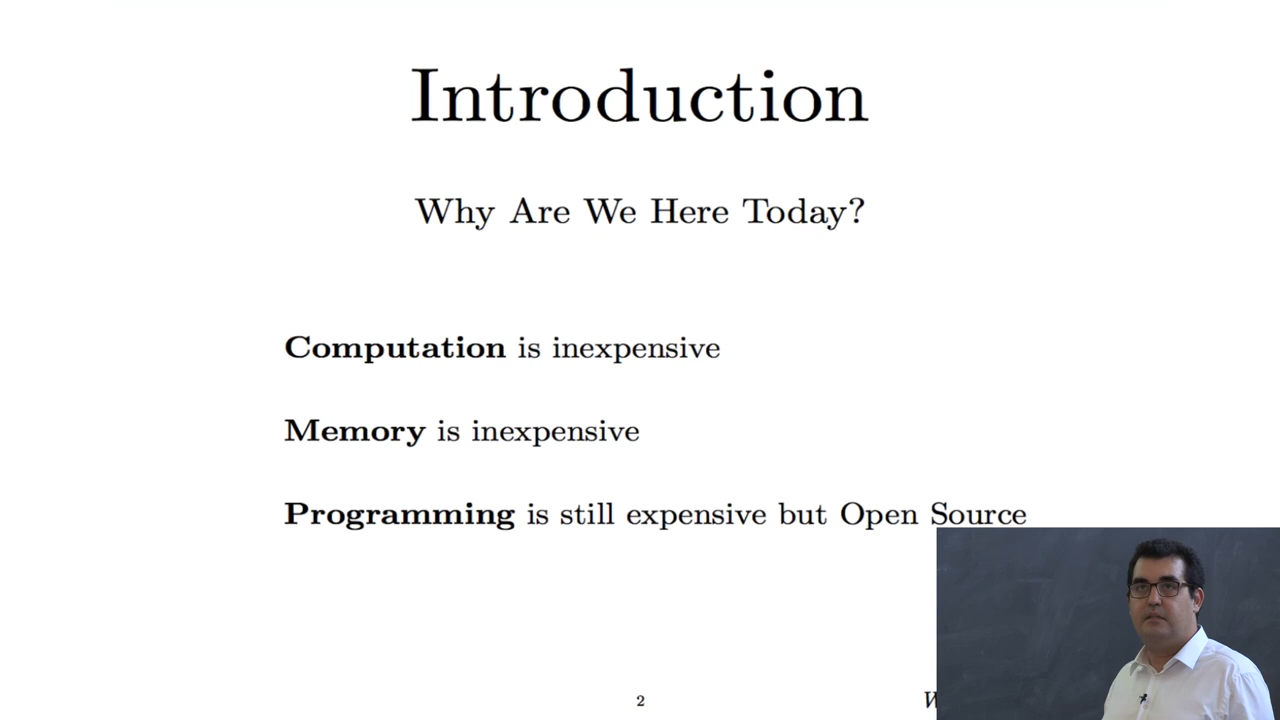 Introduction
Why Are We Here Today?
Computation is inexpensive
Memory is inexpensive
Programming is still expensive but Open Source
2